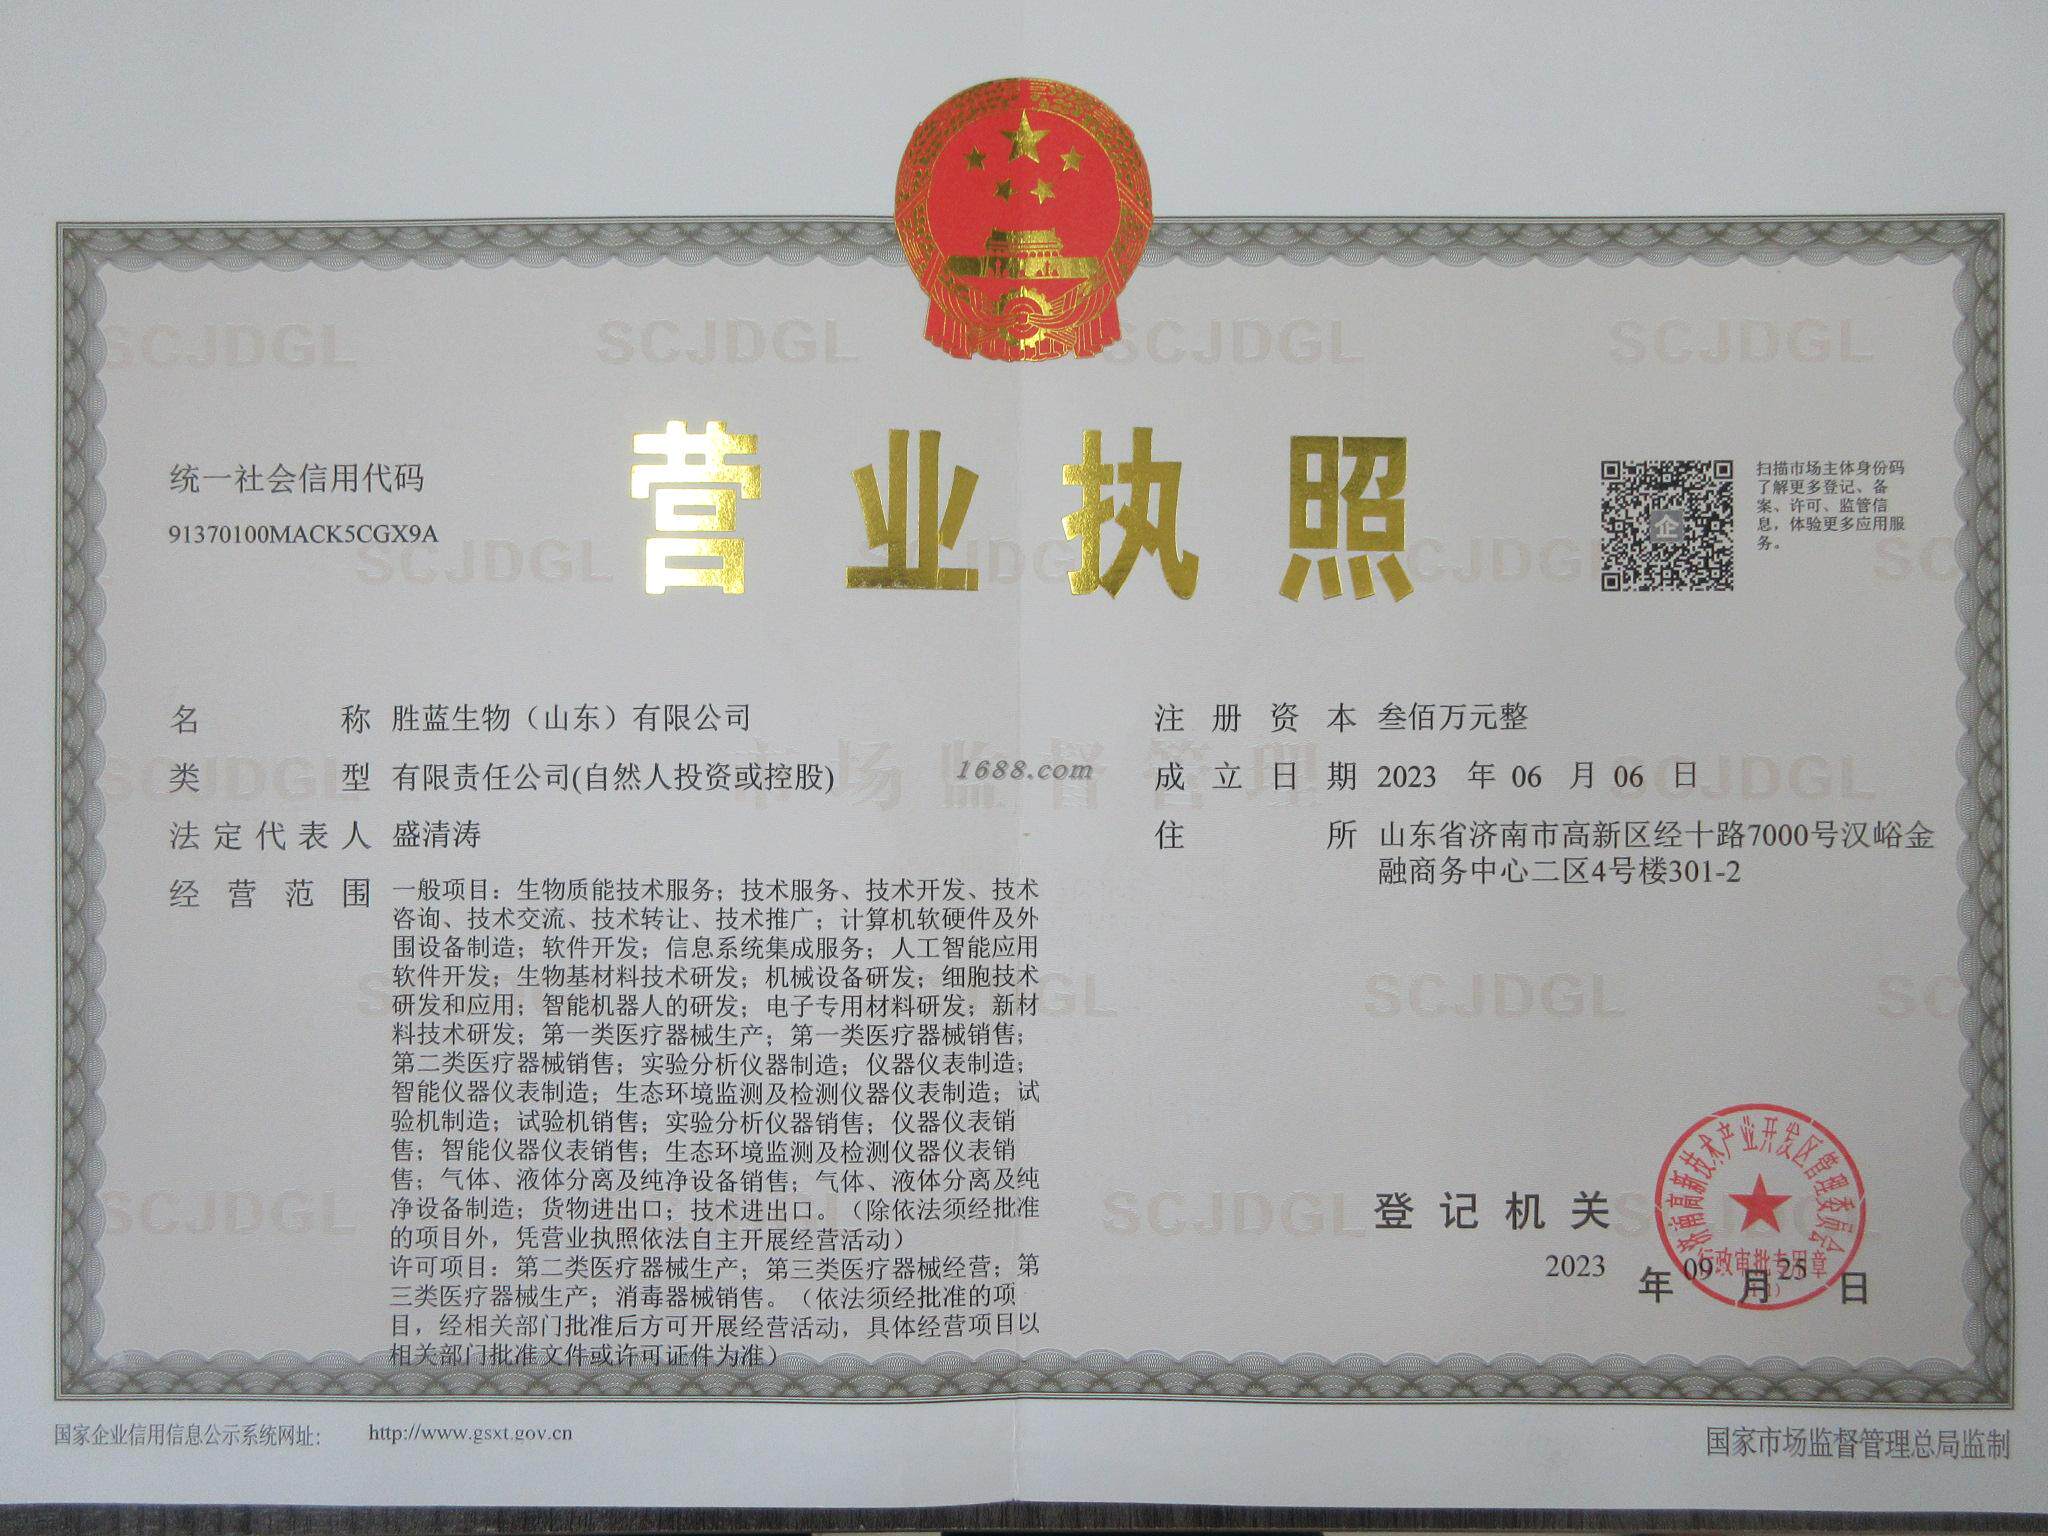 统一社会信用代码
91370100MACK5CGX9A
营业执照
扫描市场主体身份码
了解更多登记、备
案、许可、监管信
息，体验更多应用服
务。
企
名称 胜蓝生物（山东）有限公司
类型 有限责任公司(自然人投资或控股)
法定代表人 盛清涛
经营范围 一般项目：生物质能技术服务；技术服务、技术开发、技术
咨询、技术交流、技术转让、技术推广；计算机软硬件及外
围设备制造；软件开发；信息系统集成服务；人工智能应用
软件开发；生物基材料技术研发；机械设备研发；细胞技术
研发和应用；智能机器人的研发；电子专用材料研发；新材
料技术研发；第一类医疗器械生产；第一类医疗器械销售；
第二类医疗器械销售；实验分析仪器制造；仪器仪表制造；
智能仪器仪表制造；生态环境监测及检测仪器仪表制造；试
验机制造；试验机销售；实验分析仪器销售；仪器仪表销
售；智能仪器仪表销售；生态环境监测及检测仪器仪表销
售；气体、液体分离及纯净设备销售；气体、液体分离及纯
净设备制造；货物进出口；技术进出口。（除依法须经批准
的项目外，凭营业执照依法自主开展经营活动）
许可项目：第二类医疗器械生产；第三类医疗器械经营；第
三类医疗器械生产；消毒器械销售。（依法须经批准的项
目，经相关部门批准后方可开展经营活动，具体经营项目以
相关部门批准文件或许可证件为准）
注册资本 叁佰万元整
成立日期 2023 年 06 月 06 日
住所 山东省济南市高新区经十路7000号汉峪金
融商务中心二区4号楼301-2
1688.com
市场监督管理
SCJDGL
登记机关
2023 年 09 月 25 日
济南高新技术产业开发区管理委员会
行政审批专用章
国家企业信用信息公示系统网址： http://www.gsxt.gov.cn
国家市场监督管理总局监制